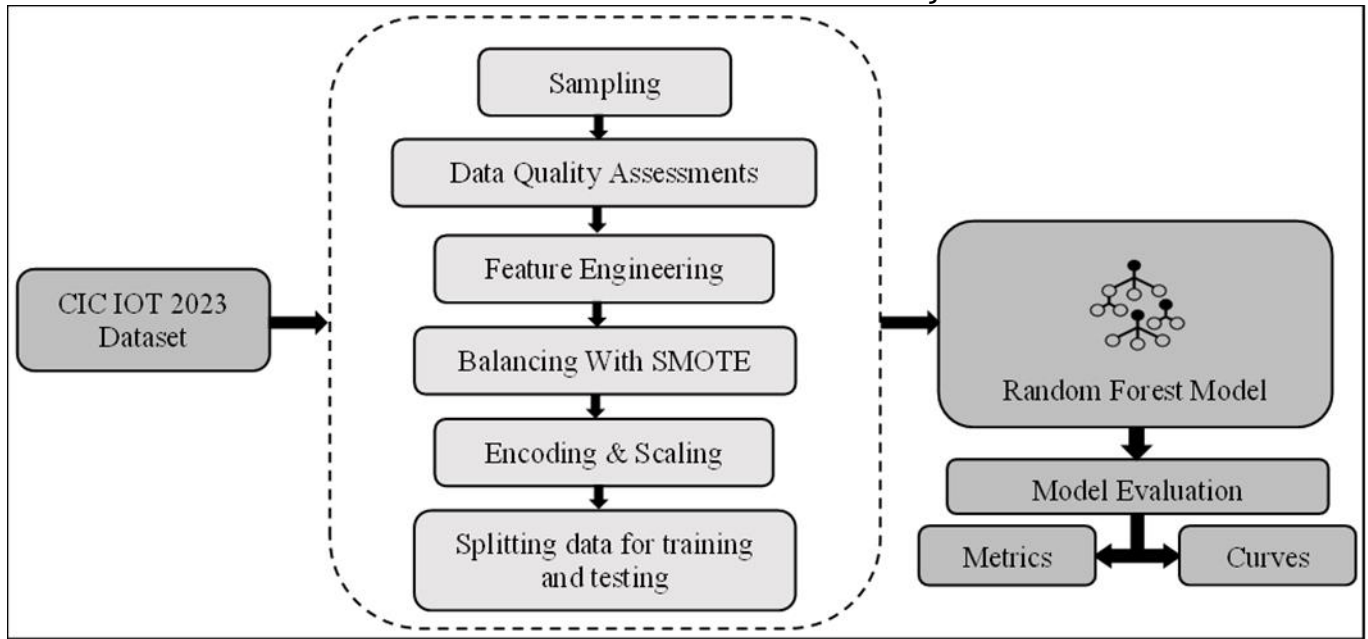 CIC IOT 2023
Dataset
Sampling
Data Quality Assessments
Feature Engineering
Balancing With SMOTE
Encoding & Scaling
Splitting data for training
and testing
Random Forest Model
Model Evaluation
Metrics
Curves